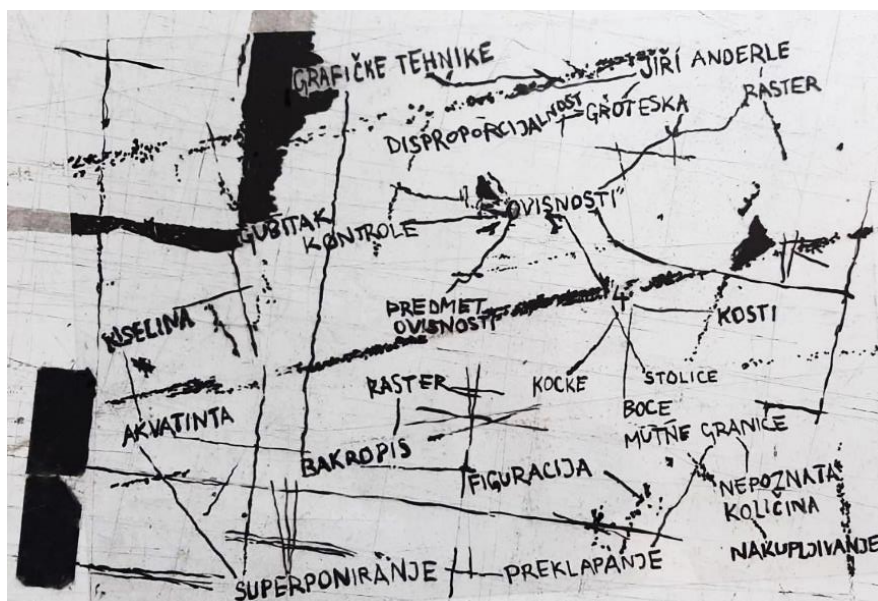 GRAFIČKE TEHNIKE
JIŘÍ ANDERLE
DISPROPORCIJALNOST
GROTESKA
RASTER
"OVISNOSTI"
GUBITAK
KONTROLE
PREDMET
OVISNOSTI
4
KOSTI
KISELINA
RASTER
KOCKE
STOLICE
BOCE
AKVATINTA
MUTNE GRANICE
BAKROPIS
FIGURACIJA
NEPOZNATA
KOLIČINA
NAKUPLJIVANJE
SUPERPONIRANJE
PREKLAPANJE